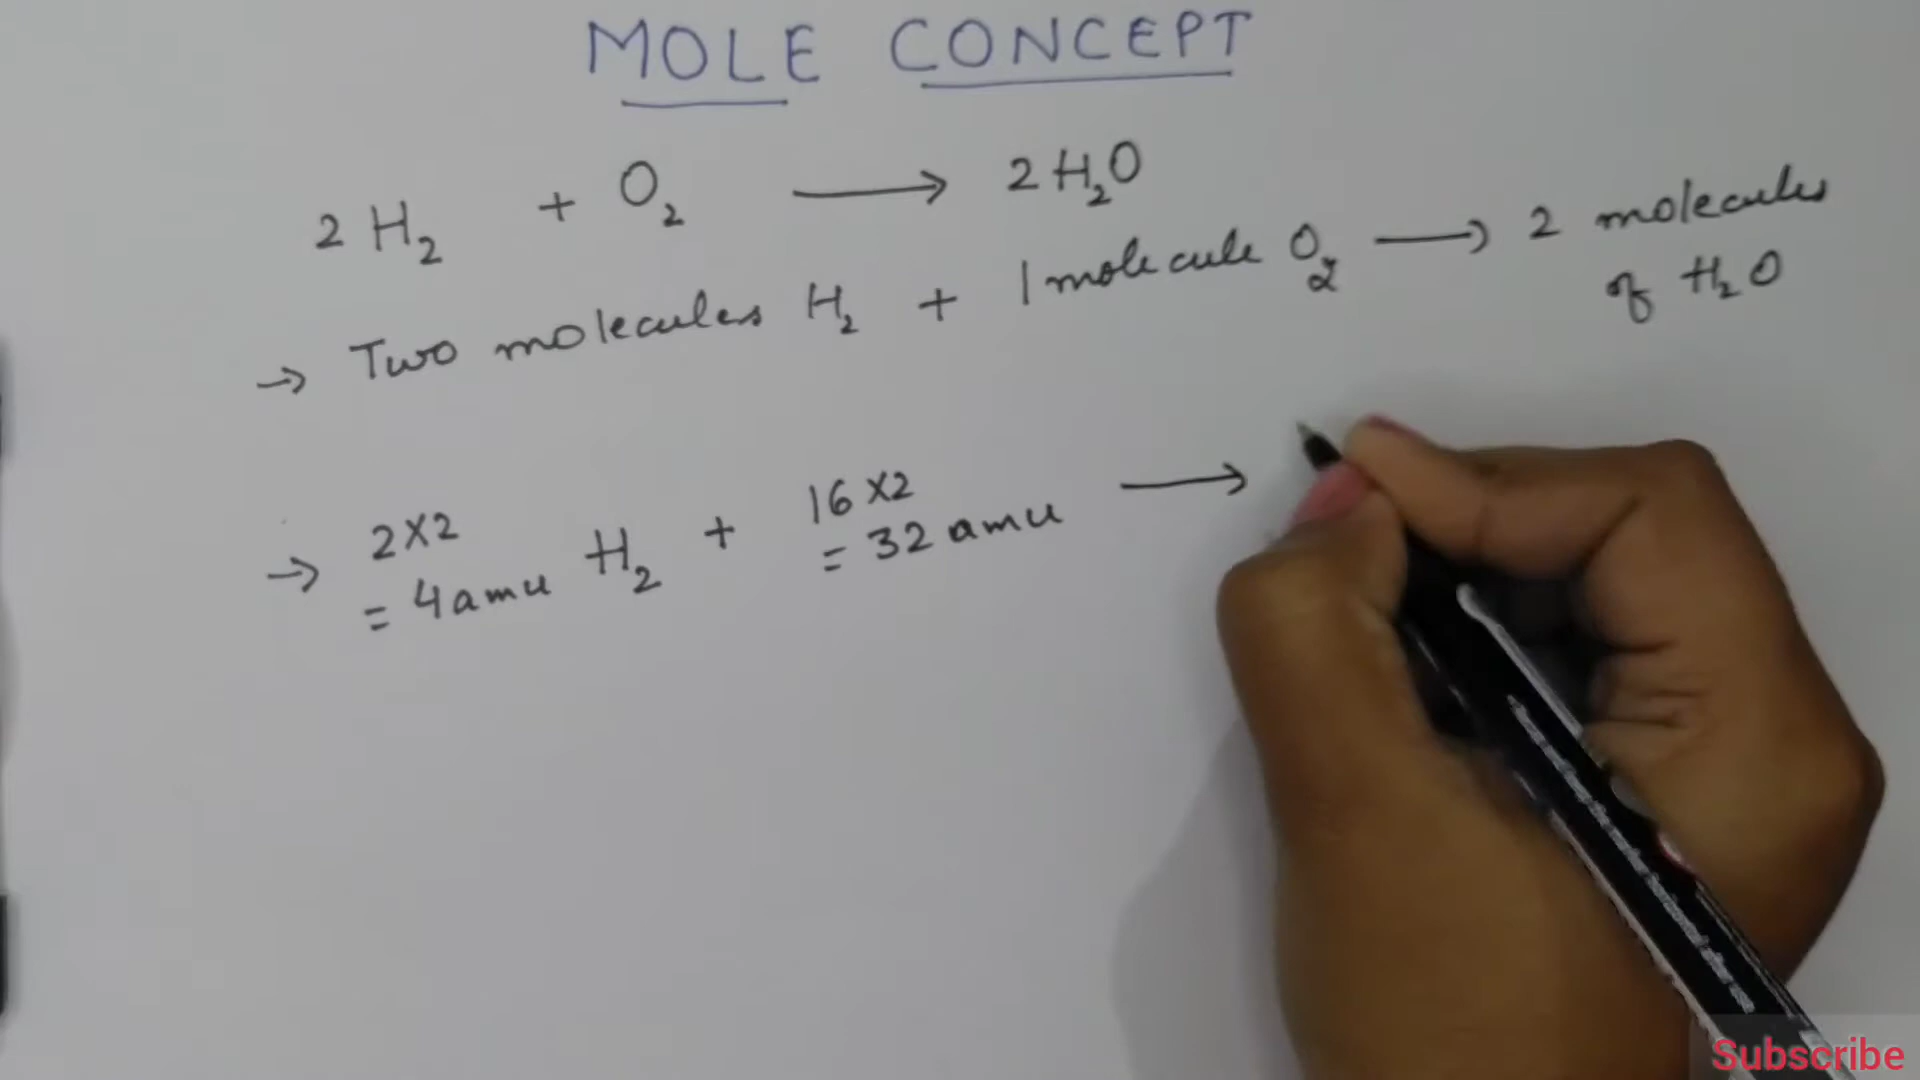 MOLE CONCEPT
2 H₂ + O₂ ⟶ 2 H₂O
→ Two molecules H₂ + 1 molecule O₂ ⟶ 2 molecules
of H₂O
→ 2×2 H₂ + 16×2 ⟶
= 4 amu = 32 amu
Subscribe